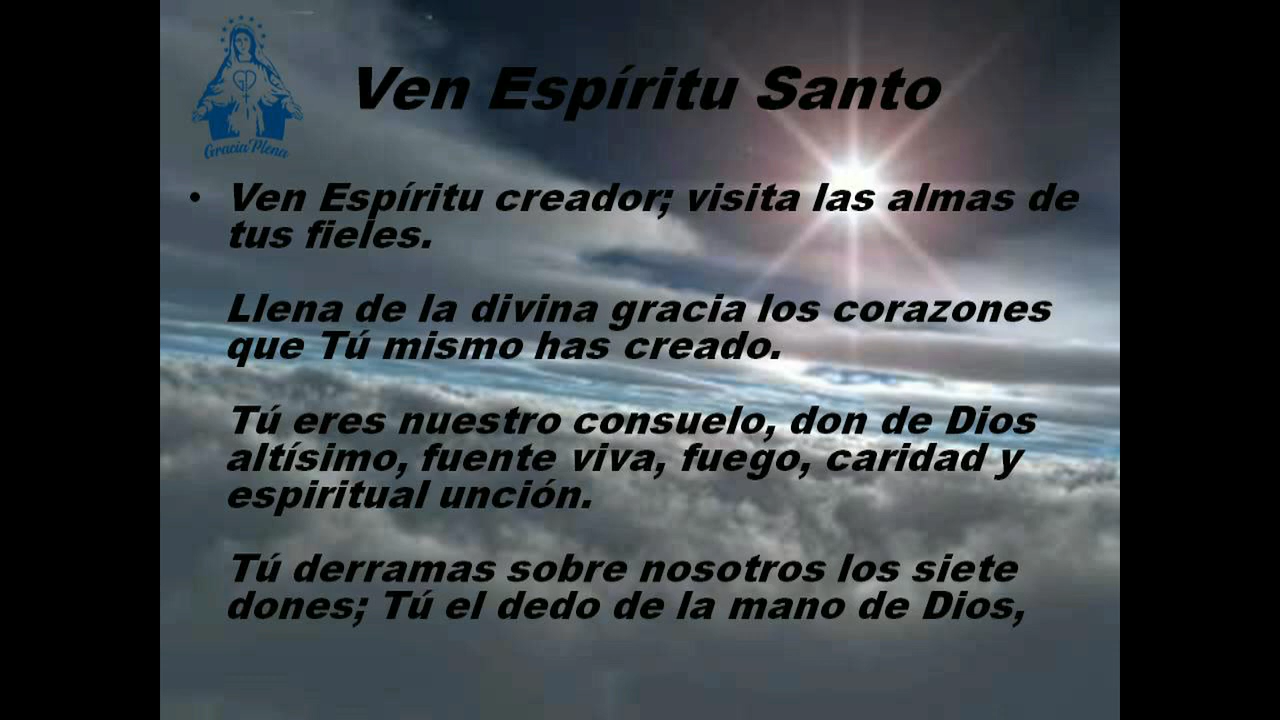 Ven Espíritu Santo
GP
Gracia Plena
• Ven Espíritu creador; visita las almas de
tus fieles.
Llena de la divina gracia los corazones
que Tú mismo has creado.
Tú eres nuestro consuelo, don de Dios
altísimo, fuente viva, fuego, caridad y
espiritual unción.
Tú derramas sobre nosotros los siete
dones; Tú el dedo de la mano de Dios,